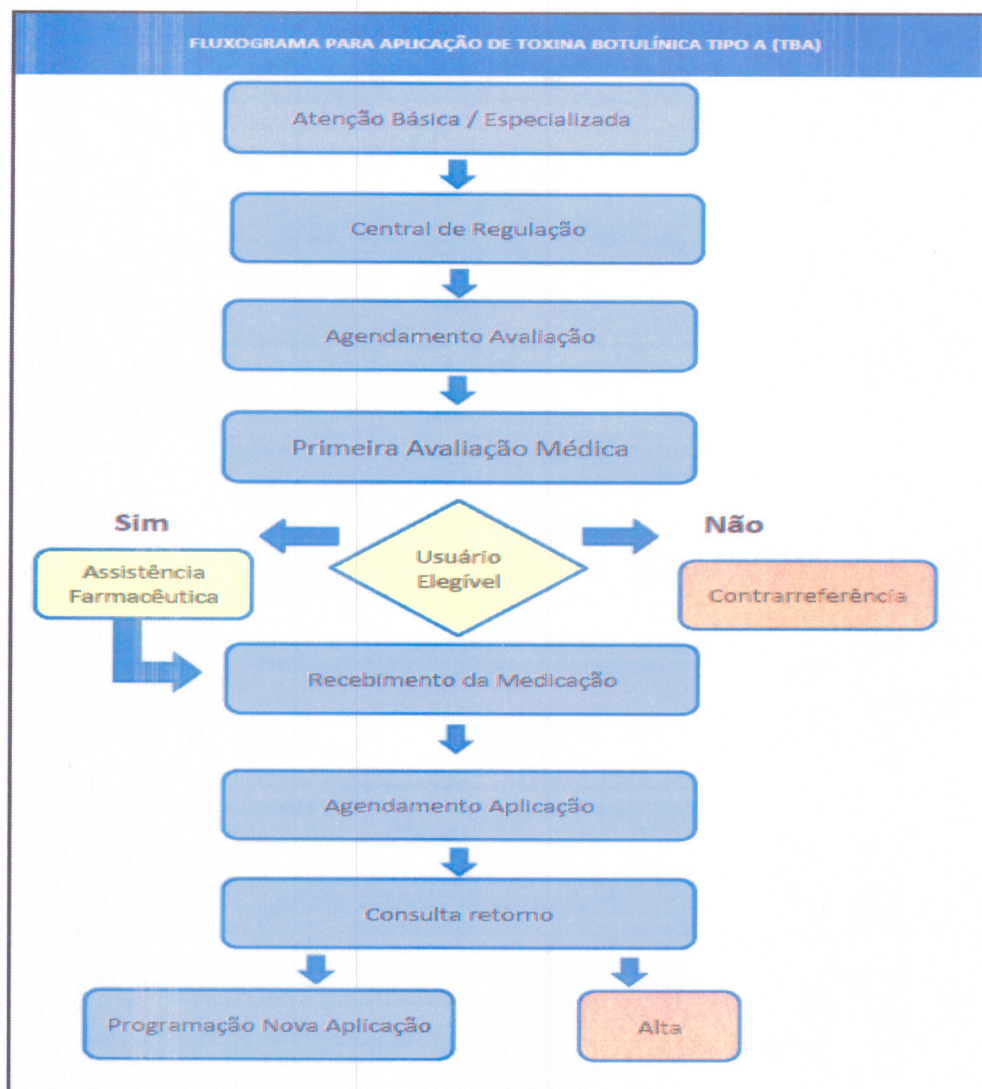 FLUXOGRAMA PARA APLICAÇÃO DE TOXINA BOTULÍNICA TIPO A (TBA)
Atenção Básica / Especializada
Central de Regulação
Agendamento Avaliação
Primeira Avaliação Médica
Sim
Não
Usuário
Elegível
Assistência
Farmacêutica
Contrarreferência
Recebimento da Medicação
Agendamento Aplicação
Consulta retorno
Programação Nova Aplicação
Alta